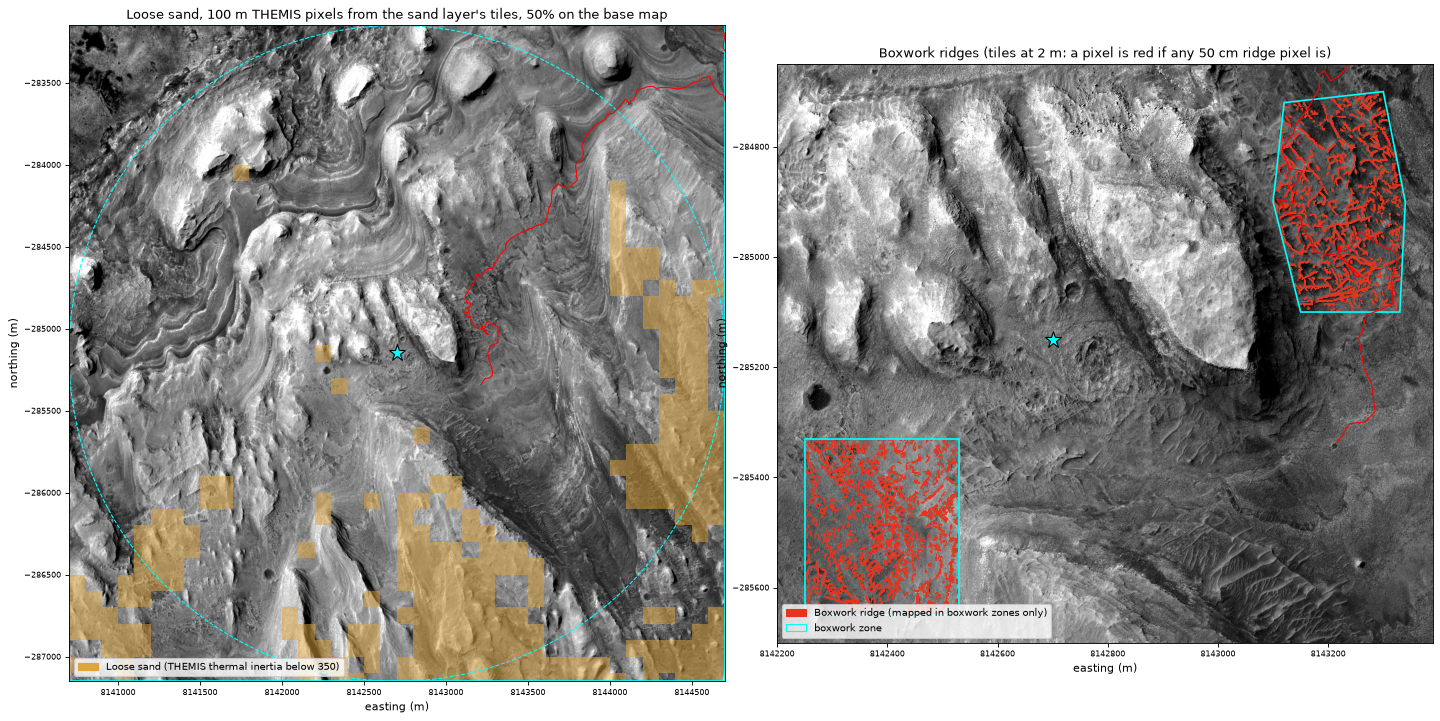 Loose sand, 100 m THEMIS pixels from the sand layer's tiles, 50% on the base map
−283500
−284000
−284500
−285000
−285500
−286000
−286500
−287000
northing (m)
Loose sand (THEMIS thermal inertia below 350)
8141000 8141500 8142000 8142500 8143000 8143500 8144000 8144500
easting (m)
Boxwork ridges (tiles at 2 m: a pixel is red if any 50 cm ridge pixel is)
−284800
−285000
−285200
−285400
−285600
northing (m)
Boxwork ridge (mapped in boxwork zones only)
boxwork zone
8142200 8142400 8142600 8142800 8143000 8143200
easting (m)